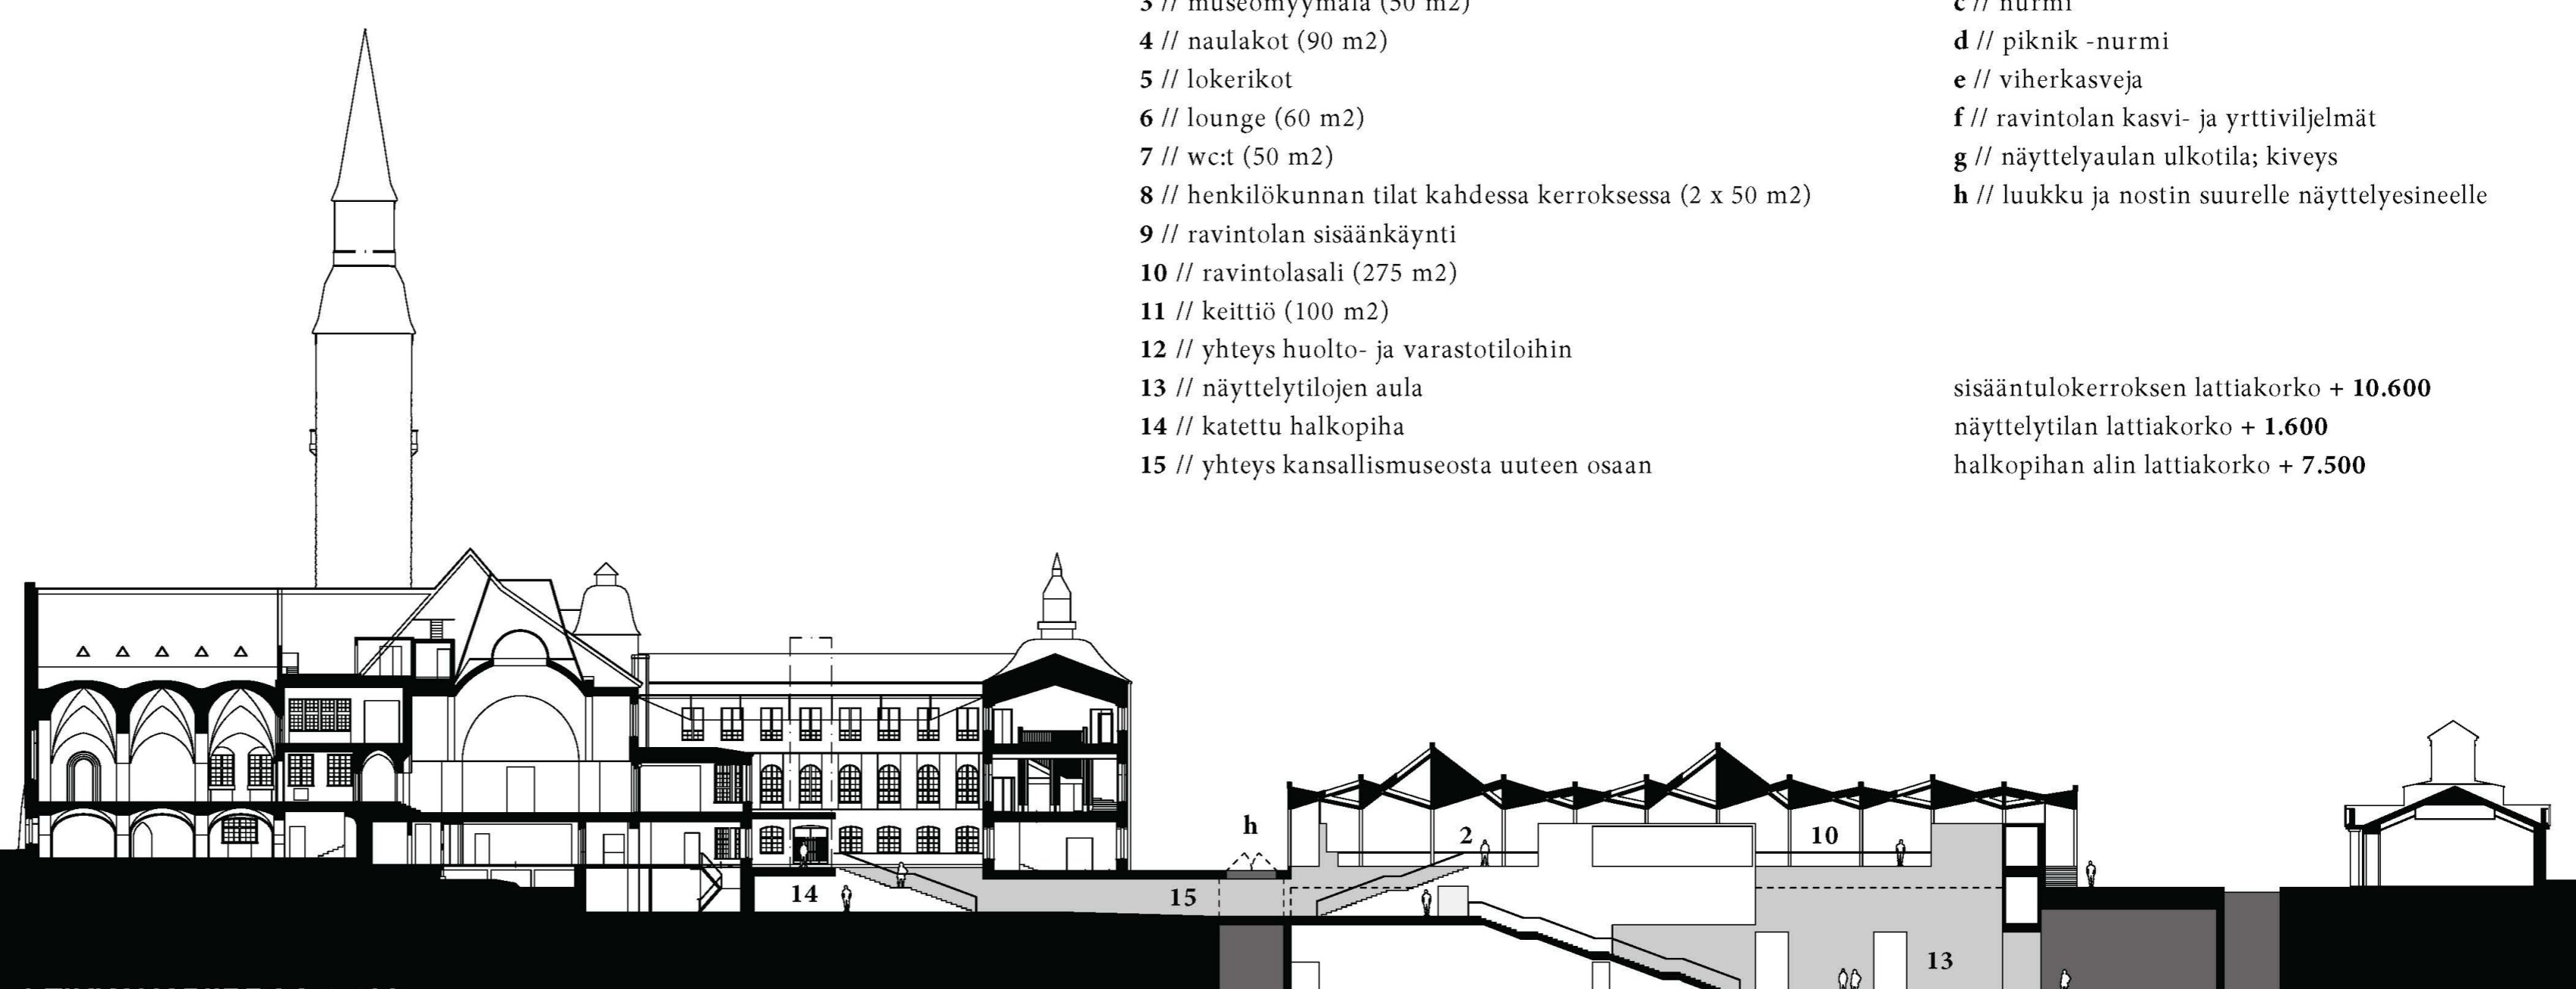 3 // museomyymälä (50 m2)
4 // naulakot (90 m2)
5 // lokerikot
6 // lounge (60 m2)
7 // wc:t (50 m2)
8 // henkilökunnan tilat kahdessa kerroksessa (2 x 50 m2)
9 // ravintolan sisäänkäynti
10 // ravintolasali (275 m2)
11 // keittiö (100 m2)
12 // yhteys huolto- ja varastotiloihin
13 // näyttelytilojen aula
14 // katettu halkopiha
15 // yhteys kansallismuseosta uuteen osaan
c // nurmi
d // piknik -nurmi
e // viherkasveja
f // ravintolan kasvi- ja yrttiviljelmät
g // näyttelyaulan ulkotila; kiveys
h // luukku ja nostin suurelle näyttelyesineelle
sisääntulokerroksen lattiakorko + 10.600
näyttelytilan lattiakorko + 1.600
halkopihan alin lattiakorko + 7.500
h
2
10
14
15
13